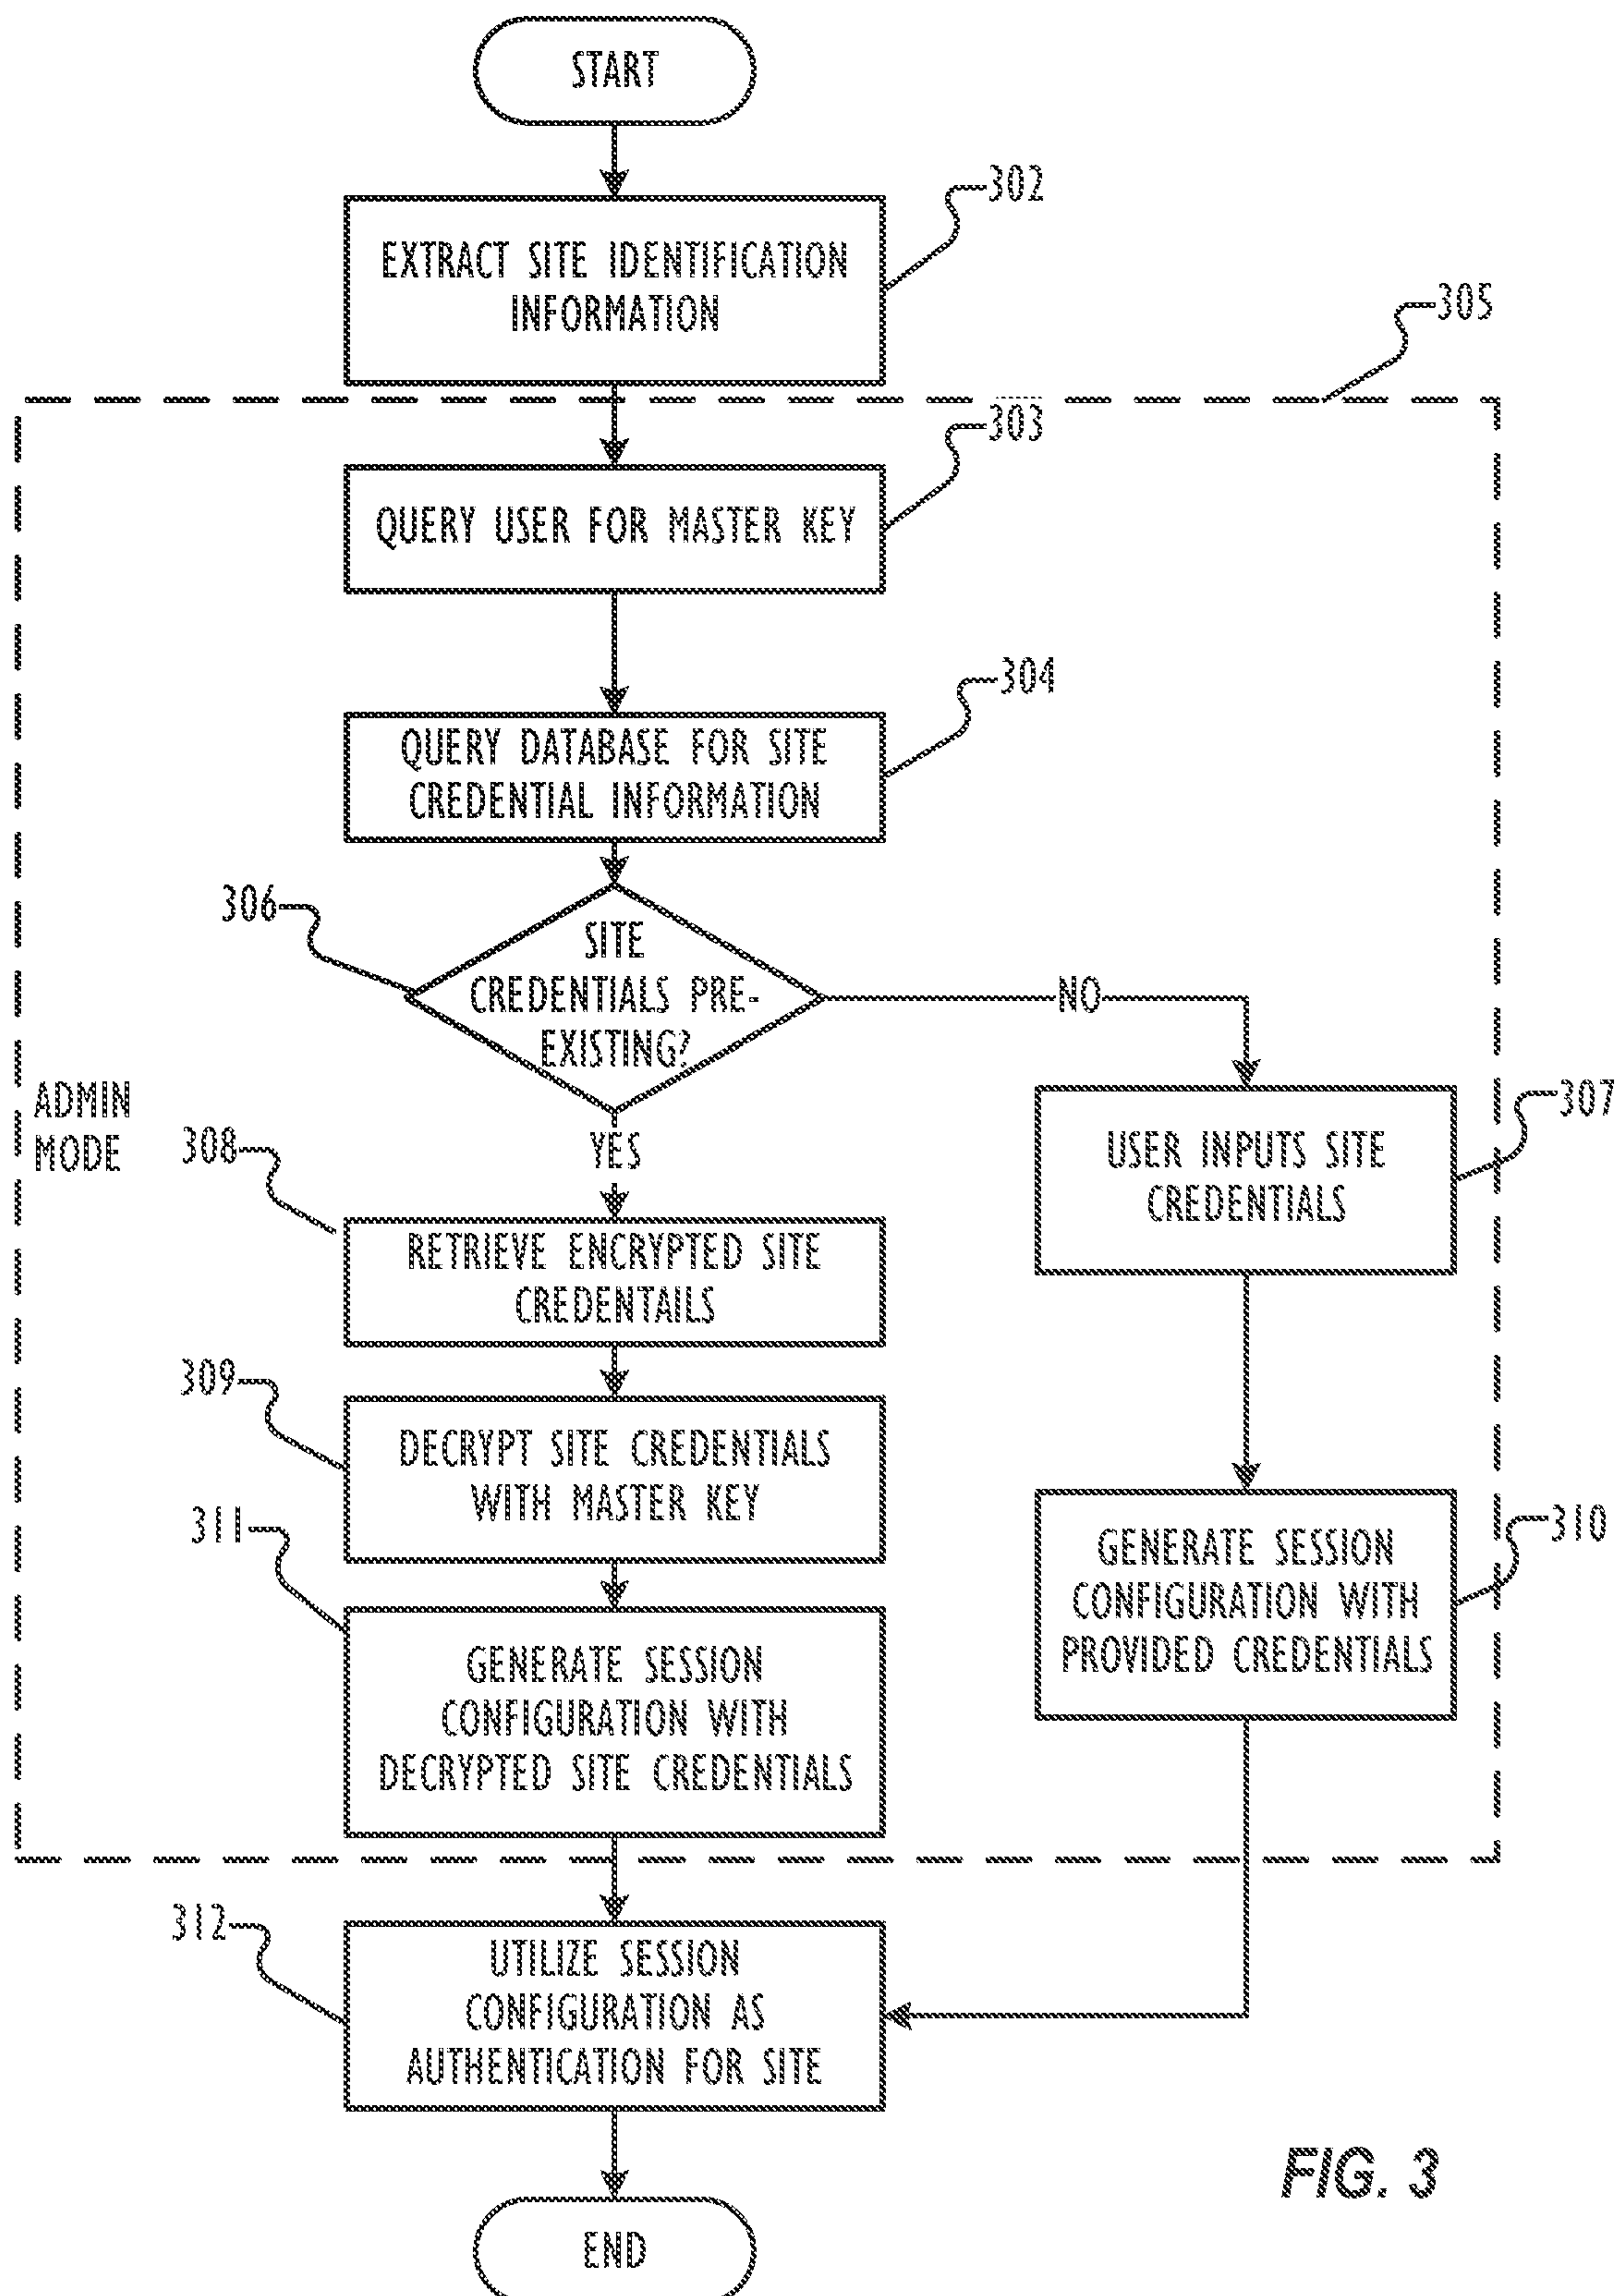 START
302
EXTRACT SITE IDENTIFICATION
INFORMATION
305
303
QUERY USER FOR MASTER KEY
304
QUERY DATABASE FOR SITE
CREDENTIAL INFORMATION
306
SITE
CREDENTIALS PRE-
EXISTING?
NO
YES
ADMIN
MODE
307
USER INPUTS SITE
CREDENTIALS
308
RETRIEVE ENCRYPTED SITE
CREDENTAILS
309
DECRYPT SITE CREDENTIALS
WITH MASTER KEY
310
GENERATE SESSION
CONFIGURATION WITH
PROVIDED CREDENTIALS
311
GENERATE SESSION
CONFIGURATION WITH
DECRYPTED SITE CREDENTIALS
312
UTILIZE SESSION
CONFIGURATION AS
AUTHENTICATION FOR SITE
END
FIG. 3